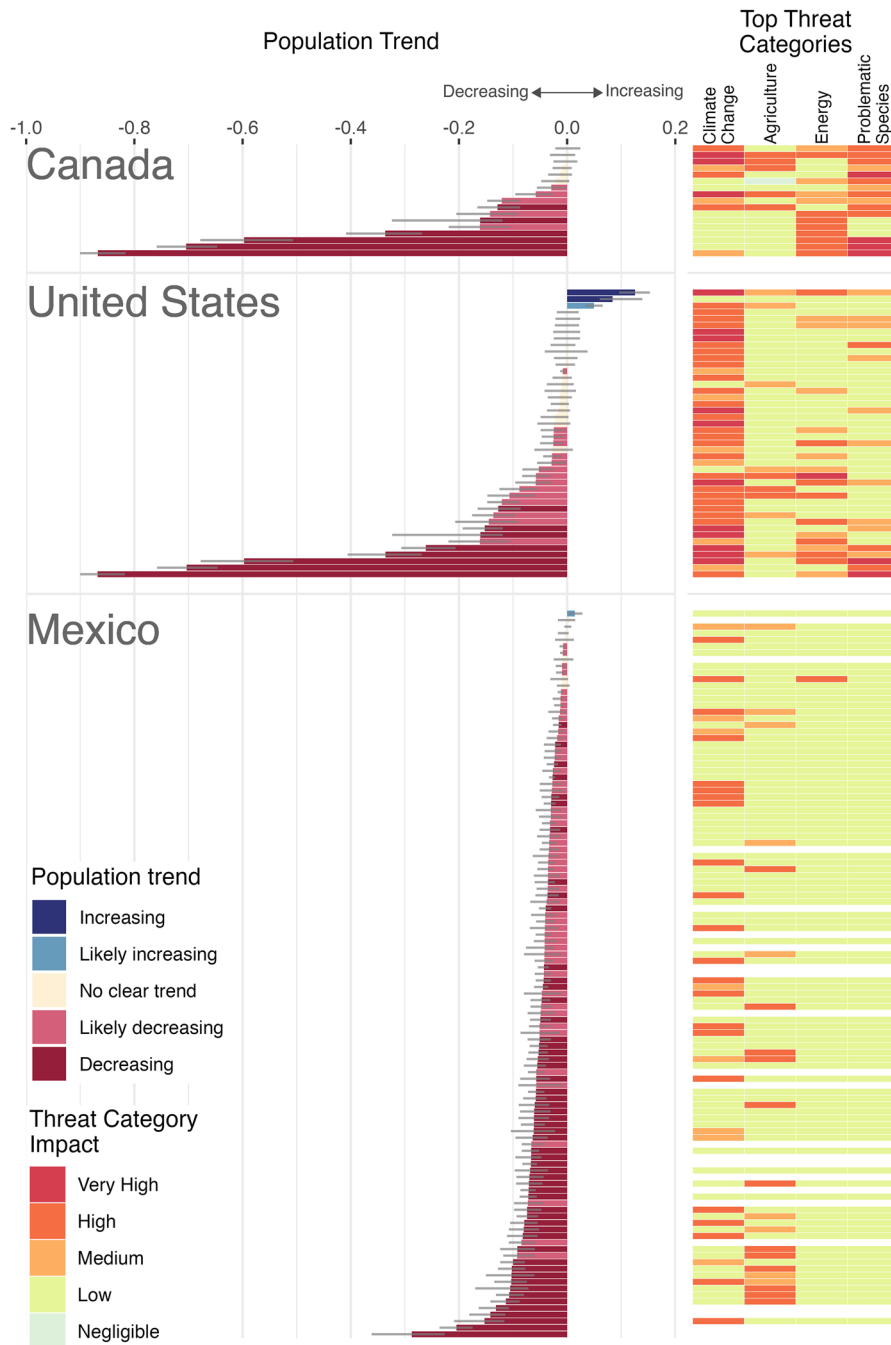 Population Trend
Top Threat
Categories
Decreasing
Increasing
Climate
Change
Agriculture
Energy
Problematic
Species
-1.0
-0.8
-0.6
-0.4
-0.2
0.0
0.2
Canada
United States
Mexico
Population trend
Increasing
Likely increasing
No clear trend
Likely decreasing
Decreasing
Threat Category
Impact
Very High
High
Medium
Low
Negligible